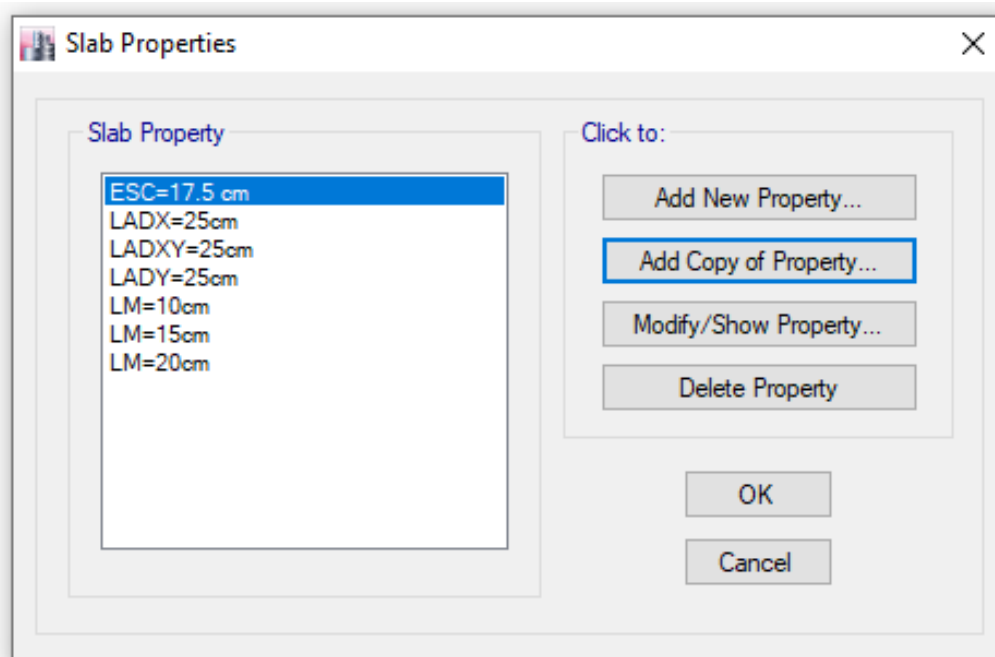 Slab Properties
Slab Property
ESC=17.5 cm
LADX=25cm
LADXY=25cm
LADY=25cm
LM=10cm
LM=15cm
LM=20cm
Click to:
Add New Property...
Add Copy of Property...
Modify/Show Property...
Delete Property
OK
Cancel